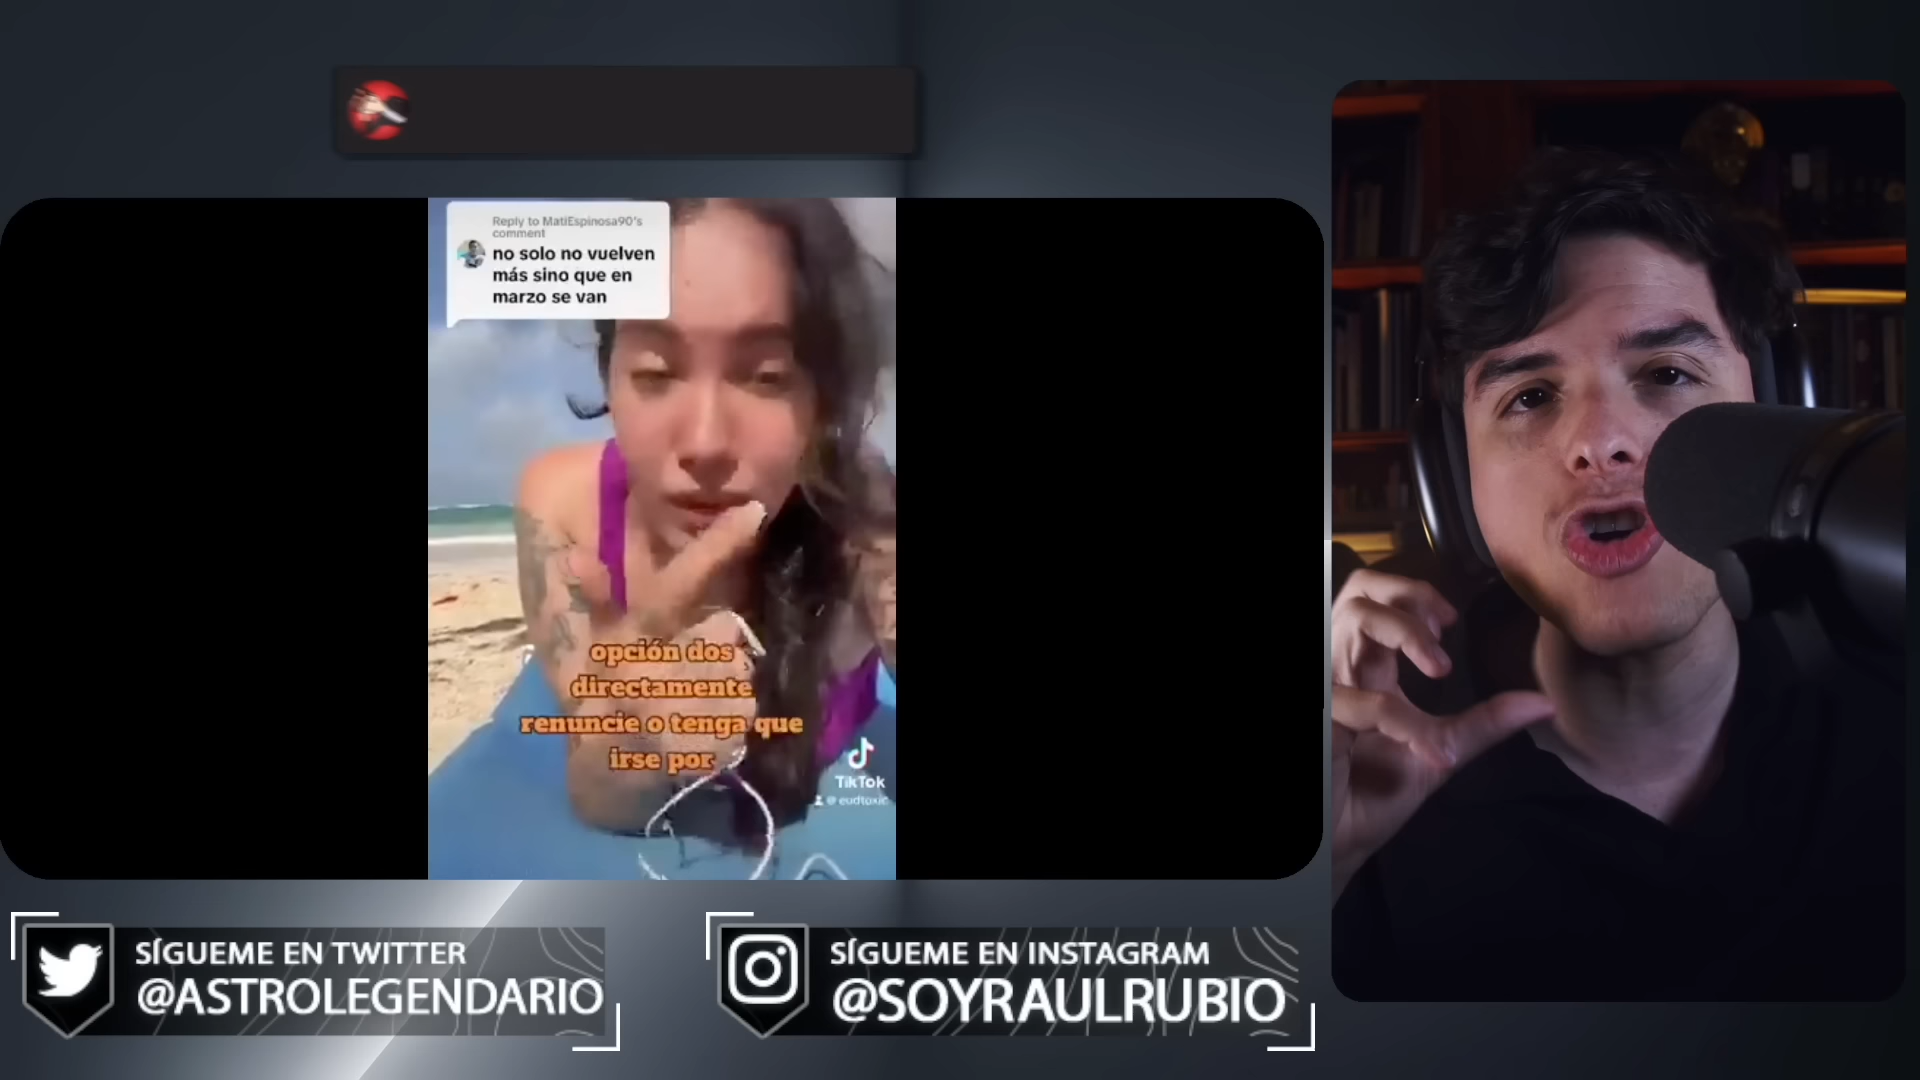 Reply to MatiEspinosa90's
comment
no solo no vuelven
más sino que en
marzo se van
opción dos
directamente
renuncie o tenga que
irse por
TikTok
@eudtoxic
SÍGUEME EN TWITTER
@ASTROLEGENDARIO
SÍGUEME EN INSTAGRAM
@SOYRAULRUBIO